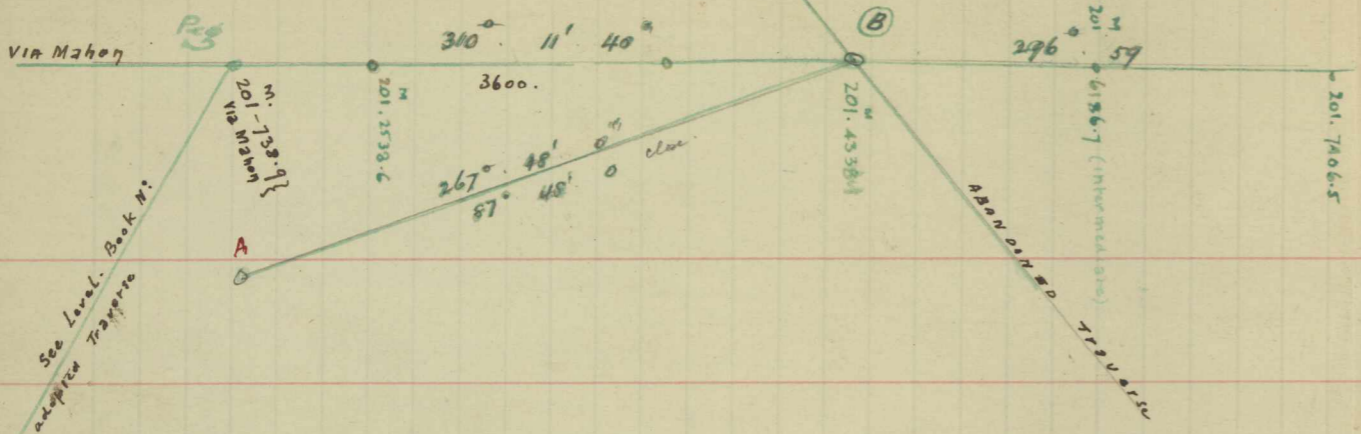 VIA Mahon
310° 11' 40"
3600.
B
296° 59
M.
201-738.9
VIA Mahon
M
201.2538.6
M
201.4338.9
M
201.6186.7 (intermediate)
201.7406.5
267° 48' 0"
87° 48' 0
close
A
See Level. Book No:
adopted Traverse
ABANDONED Traverse